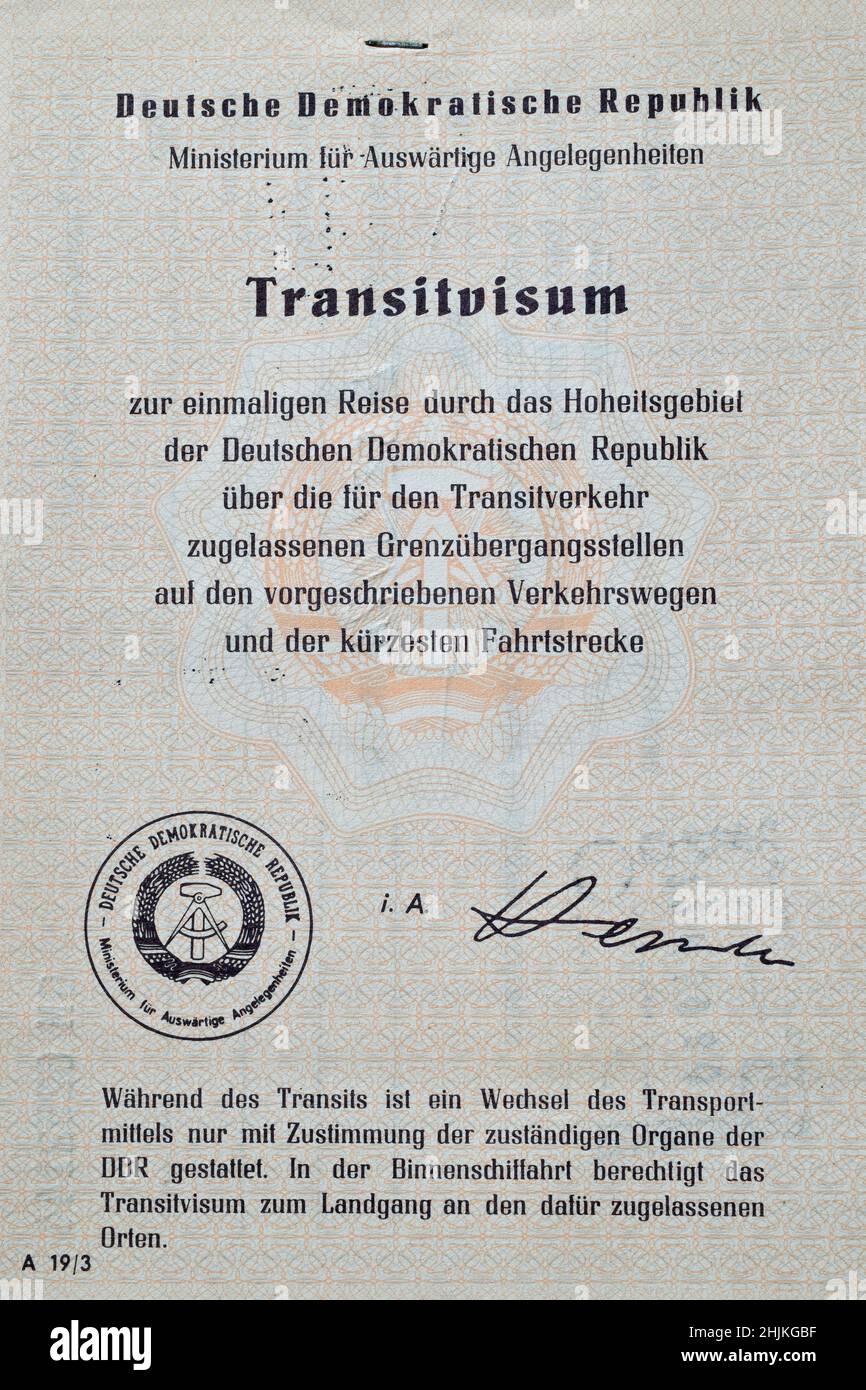 Deutsche Demokratische Republik
Ministerium für Auswärtige Angelegenheiten
Transitvisum
zur einmaligen Reise durch das Hoheitsgebiet
der Deutschen Demokratischen Republik
über die für den Transitverkehr
zugelassenen Grenzübergangsstellen
auf den vorgeschriebenen Verkehrswegen
und der kürzesten Fahrtstrecke
– DEUTSCHE DEMOKRATISCHE REPUBLIK –
Ministerium für Auswärtige Angelegenheiten
i. A.
Während des Transits ist ein Wechsel des Transport-
mittels nur mit Zustimmung der zuständigen Organe der
DDR gestattet. In der Binnenschiffahrt berechtigt das
Transitvisum zum Landgang an den dafür zugelassenen
Orten.
A 19/3
alamy
alamy
Image ID: 2HJKGBF
www.alamy.com